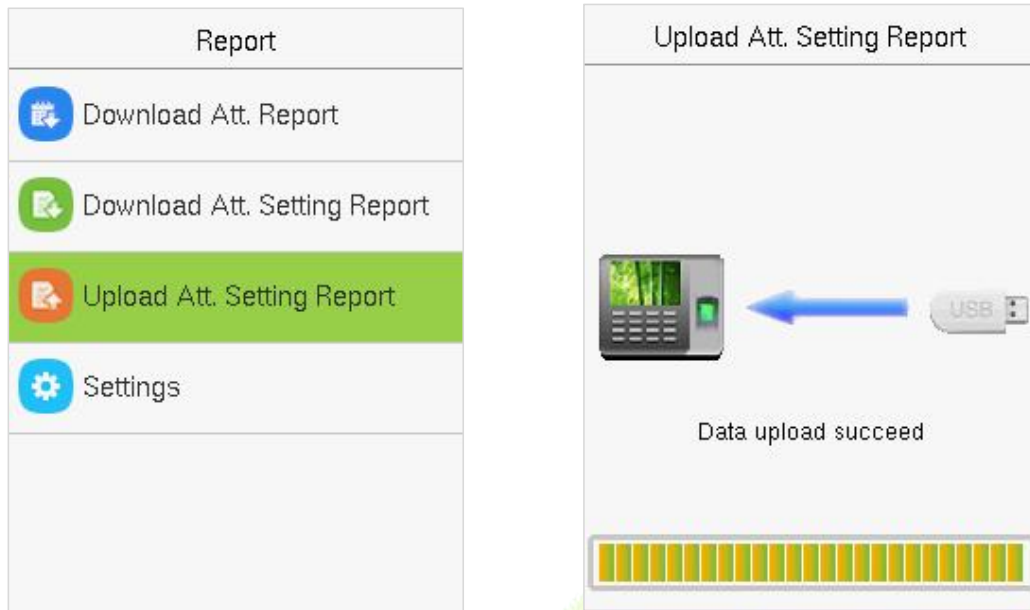 Report
Download Att. Report
Download Att. Setting Report
Upload Att. Setting Report
Settings
Upload Att. Setting Report
USB
Data upload succeed